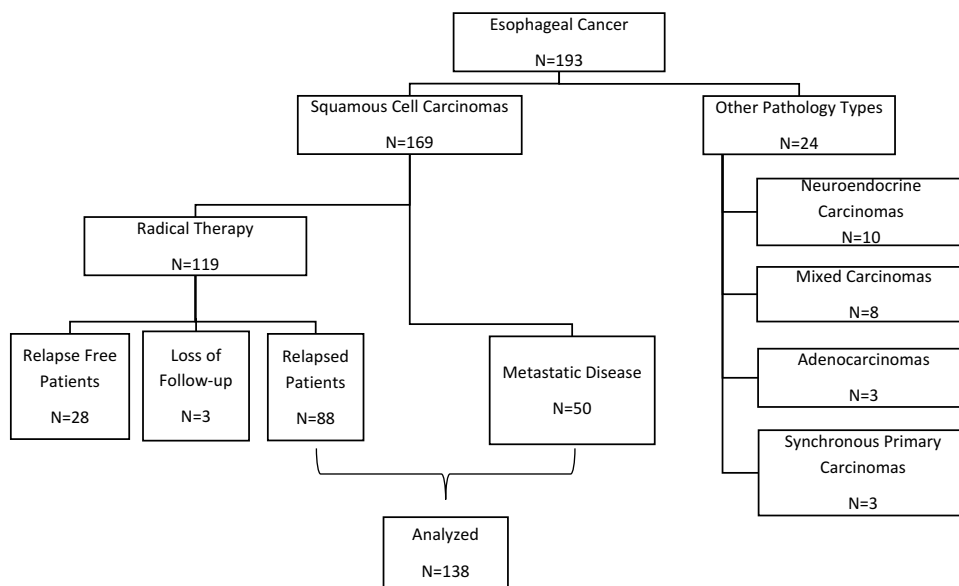 Esophageal Cancer
N=193
Squamous Cell Carcinomas
N=169
Other Pathology Types
N=24
Neuroendocrine
Carcinomas
N=10
Radical Therapy
N=119
Mixed Carcinomas
N=8
Relapse Free
Patients
N=28
Loss of
Follow-up
N=3
Relapsed
Patients
N=88
Metastatic Disease
N=50
Adenocarcinomas
N=3
Synchronous Primary
Carcinomas
N=3
Analyzed
N=138